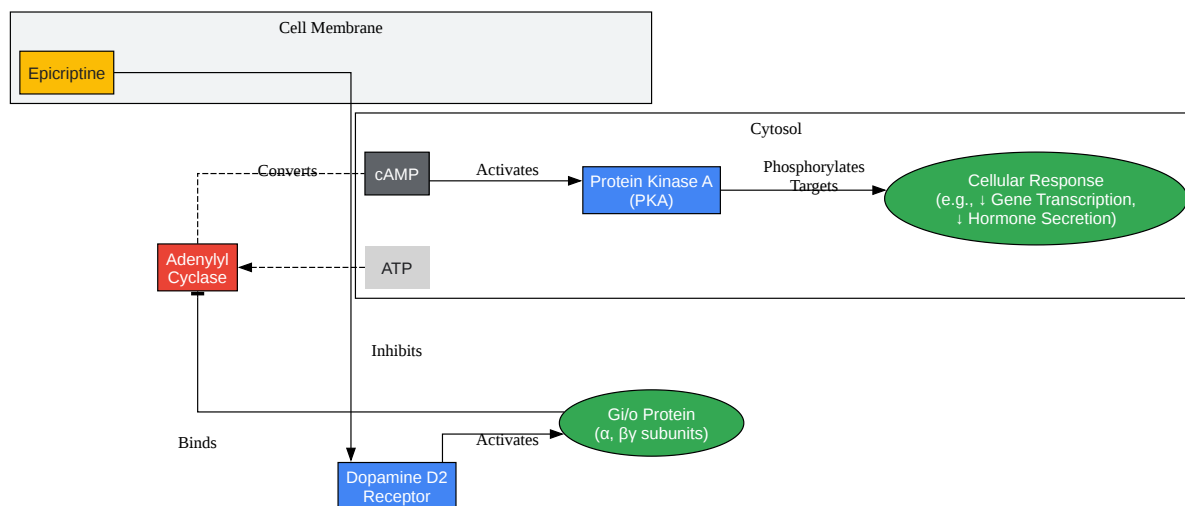 Cell Membrane
Epicriptine
Cytosol
Converts
cAMP
Activates
Protein Kinase A
(PKA)
Phosphorylates
Targets
Cellular Response
(e.g., ↓ Gene Transcription,
↓ Hormone Secretion)
Adenylyl
Cyclase
ATP
Inhibits
Binds
Activates
Gi/o Protein
(α, βγ subunits)
Dopamine D2
Receptor